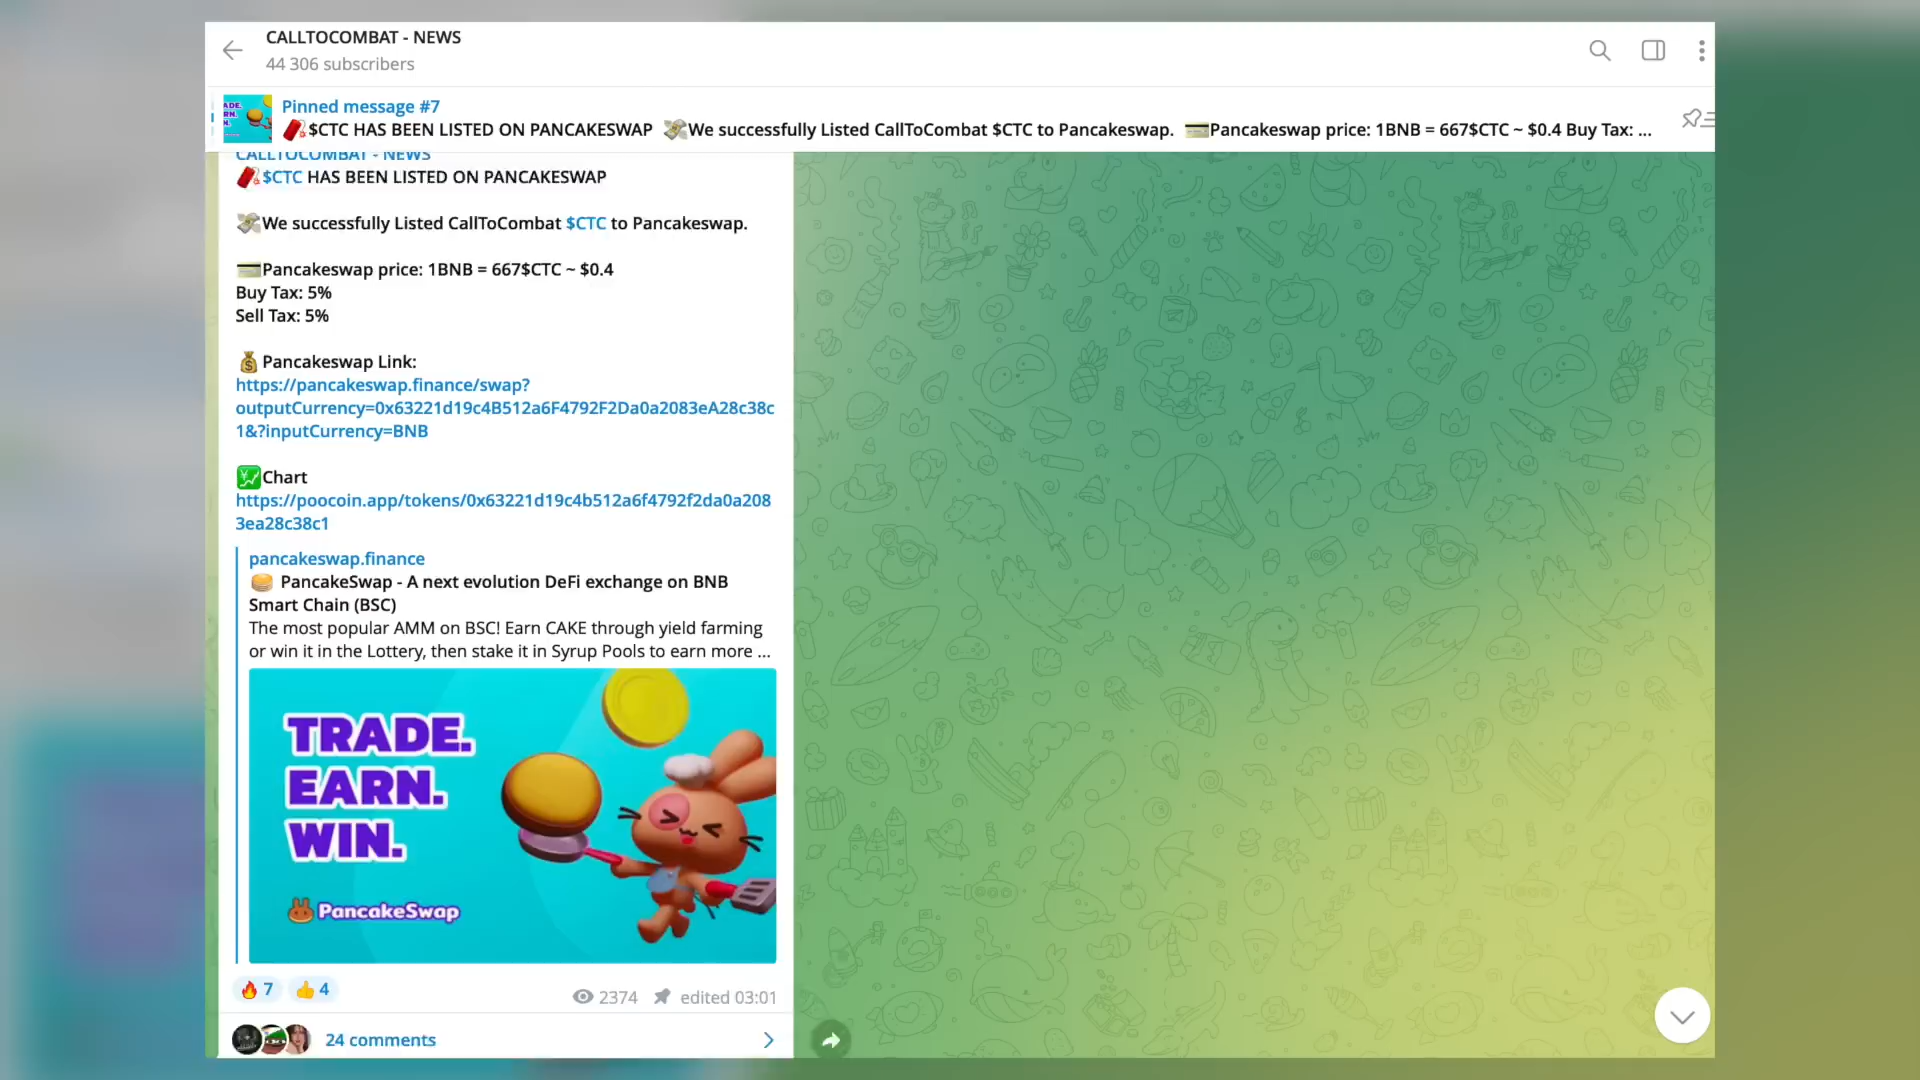 CALLTOCOMBAT - NEWS
44 306 subscribers
Pinned message #7
$CTC HAS BEEN LISTED ON PANCAKESWAP We successfully Listed CallToCombat $CTC to Pancakeswap. Pancakeswap price: 1BNB = 667$CTC ~ $0.4 Buy Tax: ...
CALLTOCOMBAT - NEWS
$CTC HAS BEEN LISTED ON PANCAKESWAP
We successfully Listed CallToCombat $CTC to Pancakeswap.
Pancakeswap price: 1BNB = 667$CTC ~ $0.4
Buy Tax: 5%
Sell Tax: 5%
Pancakeswap Link:
https://pancakeswap.finance/swap?
outputCurrency=0x63221d19c4B512a6F4792F2Da0a2083eA28c38c
1&?inputCurrency=BNB
Chart
https://poocoin.app/tokens/0x63221d19c4b512a6f4792f2da0a208
3ea28c38c1
pancakeswap.finance
PancakeSwap - A next evolution DeFi exchange on BNB
Smart Chain (BSC)
The most popular AMM on BSC! Earn CAKE through yield farming
or win it in the Lottery, then stake it in Syrup Pools to earn more ...
TRADE.
EARN.
WIN.
PancakeSwap
7 4
2374 edited 03:01
24 comments